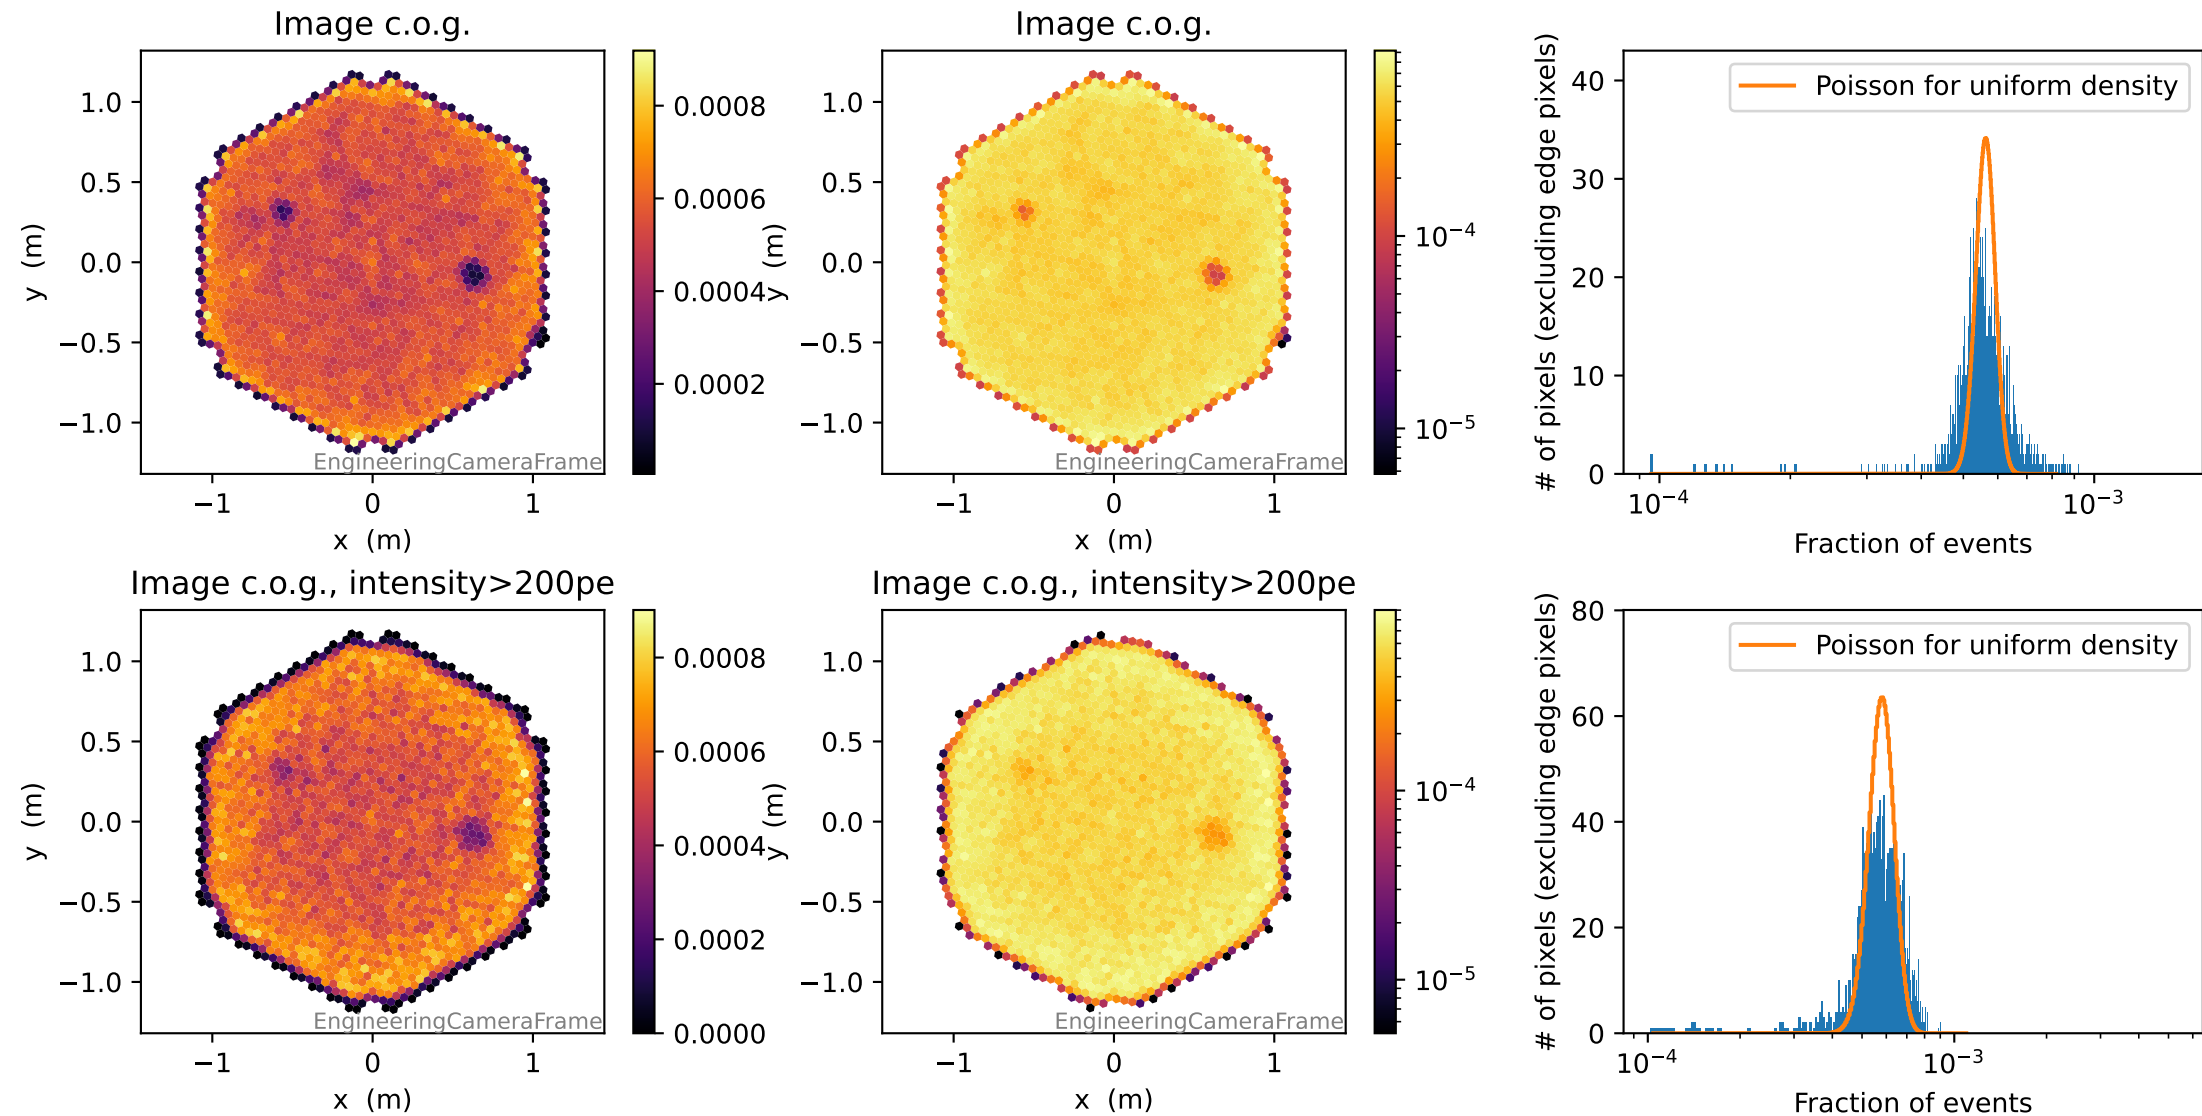 Image c.o.g.
1.0
0.5
0.0
−0.5
−1.0
y (m)
−1
0
1
x (m)
EngineeringCameraFrame
0.0008
0.0006
0.0004
0.0002
Image c.o.g.
1.0
0.5
0.0
−0.5
−1.0
y (m)
−1
0
1
x (m)
EngineeringCameraFrame
10⁻⁴
10⁻⁵
# of pixels (excluding edge pixels)
40
30
20
10
0
Poisson for uniform density
10⁻⁴
10⁻³
Fraction of events
Image c.o.g., intensity>200pe
1.0
0.5
0.0
−0.5
−1.0
y (m)
−1
0
1
x (m)
EngineeringCameraFrame
0.0008
0.0006
0.0004
0.0002
0.0000
Image c.o.g., intensity>200pe
1.0
0.5
0.0
−0.5
−1.0
y (m)
−1
0
1
x (m)
EngineeringCameraFrame
10⁻⁴
10⁻⁵
# of pixels (excluding edge pixels)
80
60
40
20
0
Poisson for uniform density
10⁻⁴
10⁻³
Fraction of events